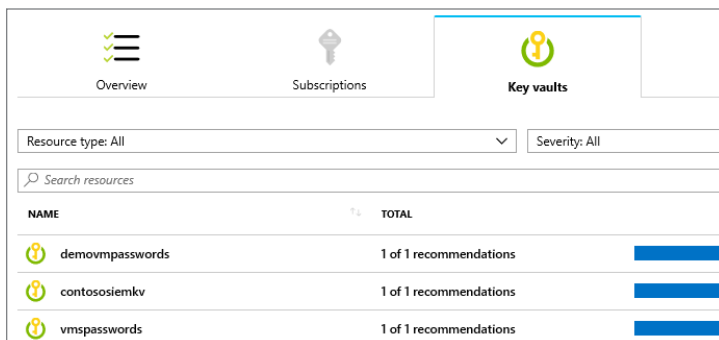 Overview Subscriptions Key vaults
Resource type: All Severity: All
Search resources
NAME TOTAL
demovmpasswords 1 of 1 recommendations
contososiemkv 1 of 1 recommendations
vmspasswords 1 of 1 recommendations